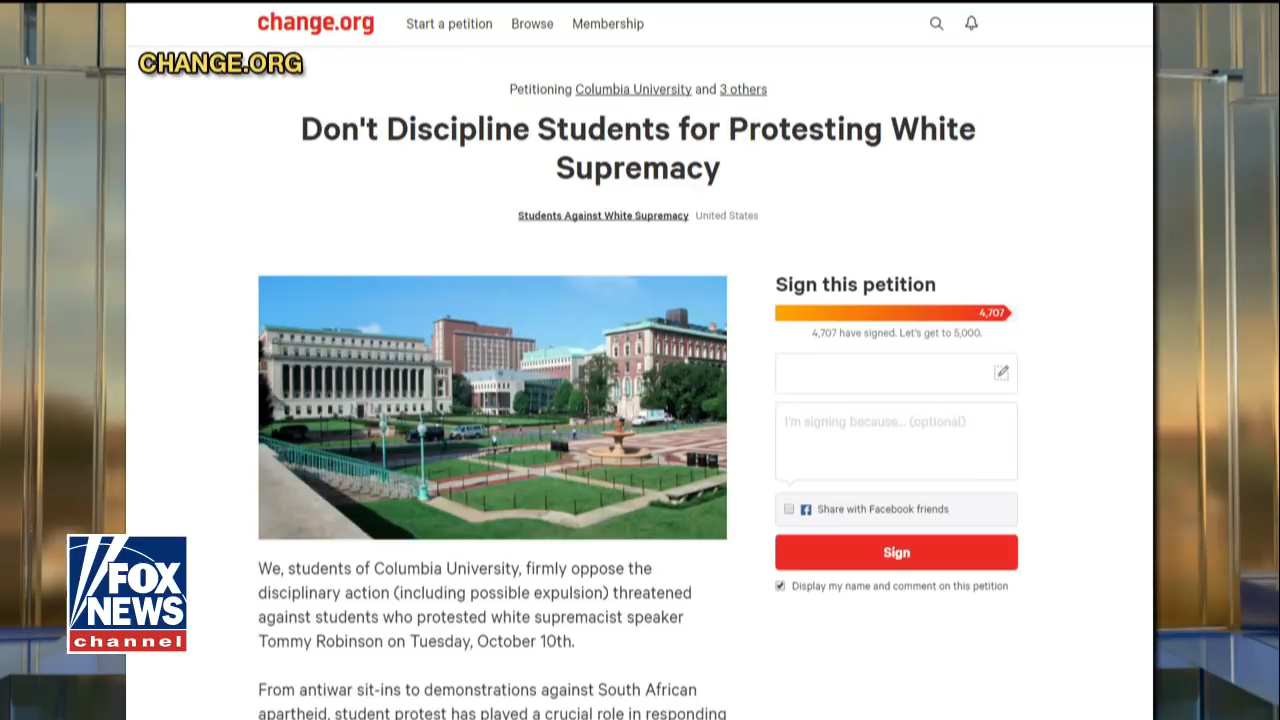 change.org Start a petition Browse Membership
CHANGE.ORG
Petitioning Columbia University and 3 others
Don't Discipline Students for Protesting White
Supremacy
Students Against White Supremacy United States
Sign this petition
4,707
4,707 have signed. Let's get to 5,000.
I'm signing because... (optional)
Share with Facebook friends
Sign
Display my name and comment on this petition
We, students of Columbia University, firmly oppose the
disciplinary action (including possible expulsion) threatened
against students who protested white supremacist speaker
Tommy Robinson on Tuesday, October 10th.
From antiwar sit-ins to demonstrations against South African
apartheid, student protest has played a crucial role in responding
FOX
NEWS
channel